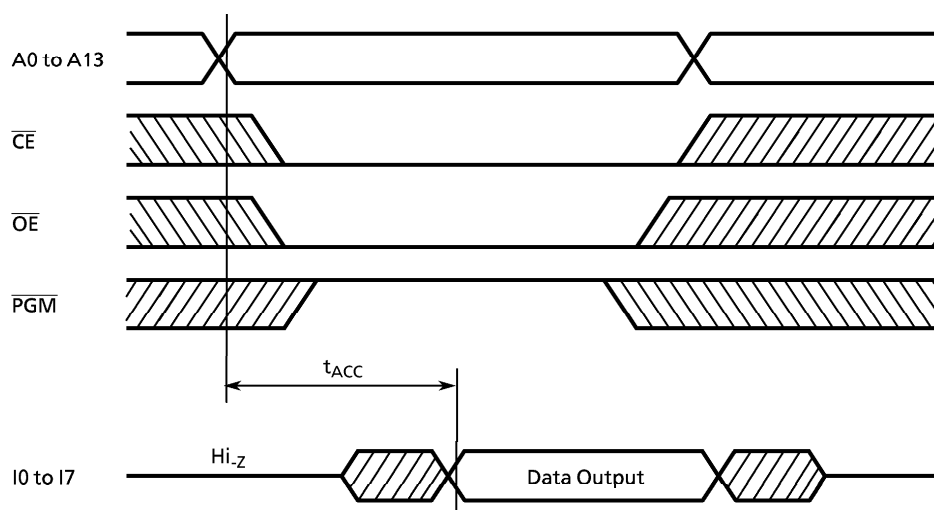 A0 to A13
CE
OE
PGM
tACC
Hi-Z
I0 to I7
Data Output